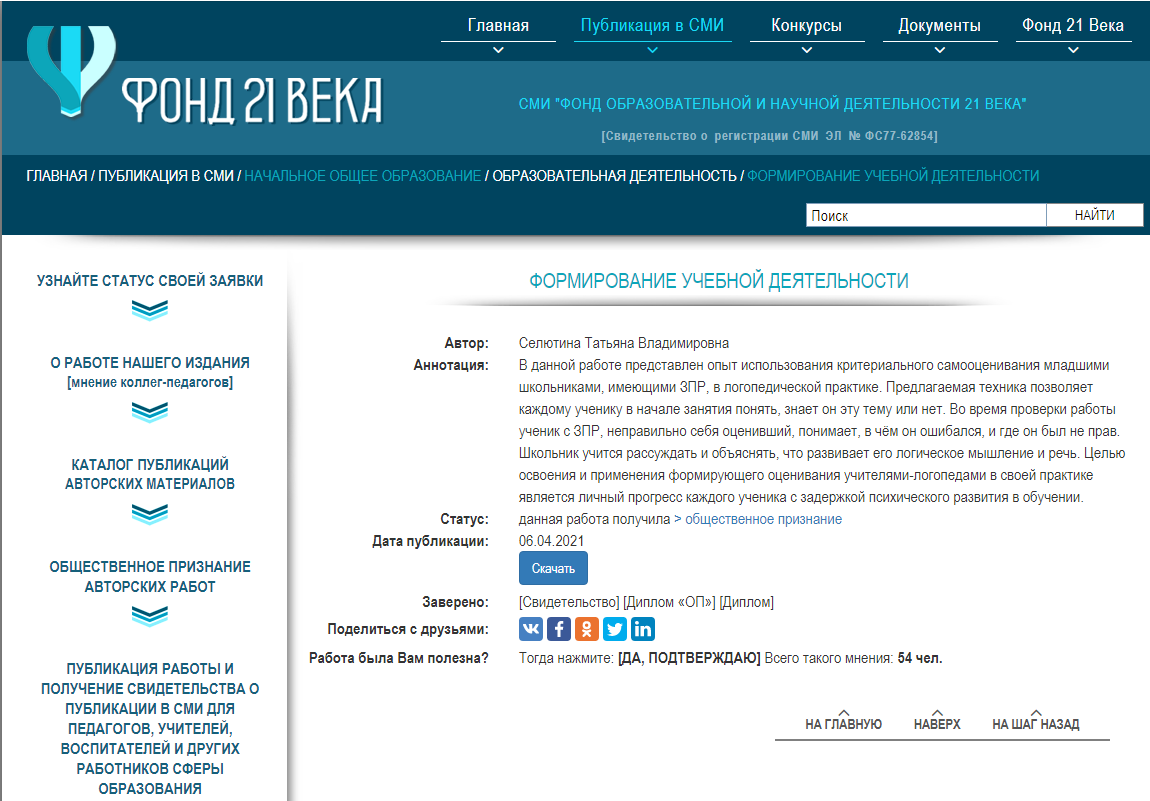 Главная
Публикация в СМИ
Конкурсы
Документы
Фонд 21 Века
ФОНД 21 ВЕКА
СМИ "ФОНД ОБРАЗОВАТЕЛЬНОЙ И НАУЧНОЙ ДЕЯТЕЛЬНОСТИ 21 ВЕКА"
[Свидетельство о регистрации СМИ ЭЛ № ФС77-62854]
ГЛАВНАЯ / ПУБЛИКАЦИЯ В СМИ / НАЧАЛЬНОЕ ОБЩЕЕ ОБРАЗОВАНИЕ / ОБРАЗОВАТЕЛЬНАЯ ДЕЯТЕЛЬНОСТЬ / ФОРМИРОВАНИЕ УЧЕБНОЙ ДЕЯТЕЛЬНОСТИ
Поиск
НАЙТИ
УЗНАЙТЕ СТАТУС СВОЕЙ ЗАЯВКИ
О РАБОТЕ НАШЕГО ИЗДАНИЯ
[мнение коллег-педагогов]
КАТАЛОГ ПУБЛИКАЦИЙ
АВТОРСКИХ МАТЕРИАЛОВ
ОБЩЕСТВЕННОЕ ПРИЗНАНИЕ
АВТОРСКИХ РАБОТ
ПУБЛИКАЦИЯ РАБОТЫ И
ПОЛУЧЕНИЕ СВИДЕТЕЛЬСТВА О
ПУБЛИКАЦИИ В СМИ ДЛЯ
ПЕДАГОГОВ, УЧИТЕЛЕЙ,
ВОСПИТАТЕЛЕЙ И ДРУГИХ
РАБОТНИКОВ СФЕРЫ
ОБРАЗОВАНИЯ
ФОРМИРОВАНИЕ УЧЕБНОЙ ДЕЯТЕЛЬНОСТИ
Автор: Селютина Татьяна Владимировна
Аннотация: В данной работе представлен опыт использования критериального самооценивания младшими
школьниками, имеющими ЗПР, в логопедической практике. Предлагаемая техника позволяет
каждому ученику в начале занятия понять, знает он эту тему или нет. Во время проверки работы
ученик с ЗПР, неправильно себя оценивший, понимает, в чём он ошибался, и где он был не прав.
Школьник учится рассуждать и объяснять, что развивает его логическое мышление и речь. Целью
освоения и применения формирующего оценивания учителями-логопедами в своей практике
является личный прогресс каждого ученика с задержкой психического развития в обучении.
Статус: данная работа получила > общественное признание
Дата публикации: 06.04.2021
Скачать
Заверено: [Свидетельство] [Диплом «ОП»] [Диплом]
Поделиться с друзьями:
Работа была Вам полезна? Тогда нажмите: [ДА, ПОДТВЕРЖДАЮ] Всего такого мнения: 54 чел.
НА ГЛАВНУЮ
НАВЕРХ
НА ШАГ НАЗАД